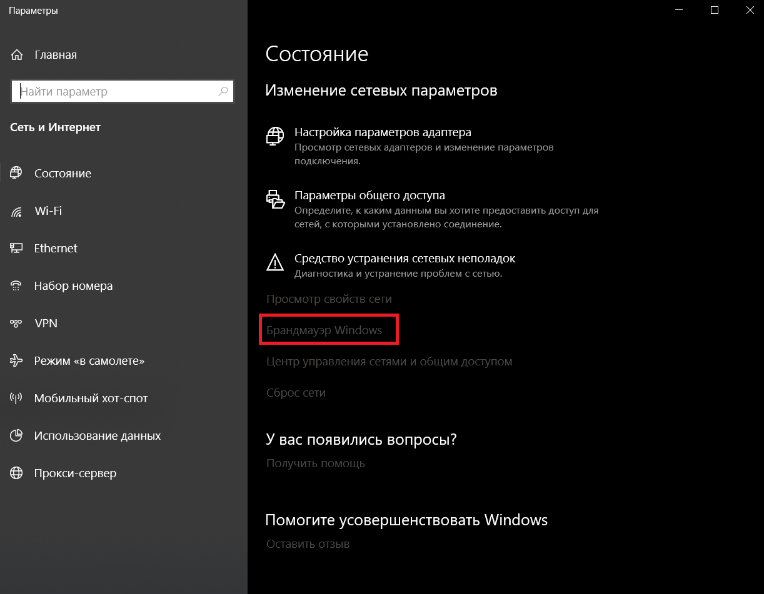 Параметры
Главная
Найти параметр
Сеть и Интернет
Состояние
Wi-Fi
Ethernet
Набор номера
VPN
Режим «в самолете»
Мобильный хот-спот
Использование данных
Прокси-сервер
Состояние
Изменение сетевых параметров
Настройка параметров адаптера
Просмотр сетевых адаптеров и изменение параметров
подключения.
Параметры общего доступа
Определите, к каким данным вы хотите предоставить доступ для
сетей, с которыми установлено соединение.
Средство устранения сетевых неполадок
Диагностика и устранение проблем с сетью.
Просмотр свойств сети
Брандмауэр Windows
Центр управления сетями и общим доступом
Сброс сети
У вас появились вопросы?
Получить помощь
Помогите усовершенствовать Windows
Оставить отзыв